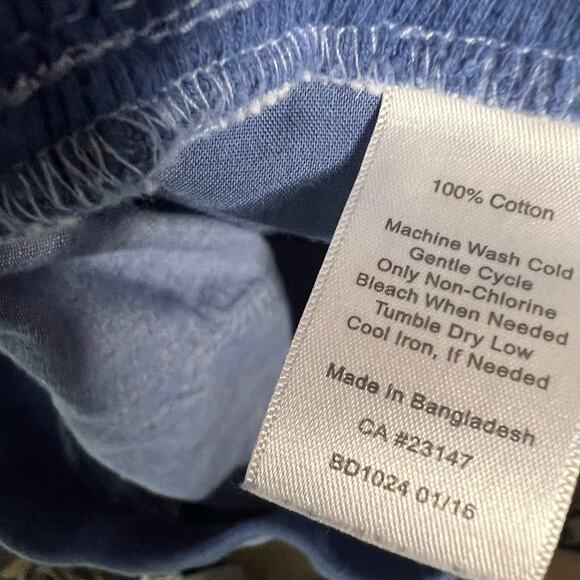 100% Cotton
Machine Wash Cold
Gentle Cycle
Only Non-Chlorine
Bleach When Needed
Tumble Dry Low
Cool Iron, If Needed
Made in Bangladesh
CA #23147
BD1024 01/16